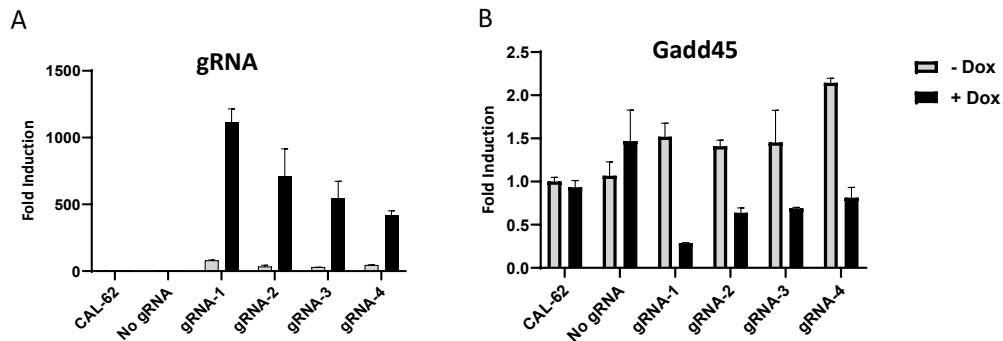 A
gRNA
Fold Induction
1500
1000
500
0
CAL-62
No gRNA
gRNA-1
gRNA-2
gRNA-3
gRNA-4
B
Gadd45
Fold Induction
2.5
2.0
1.5
1.0
0.5
0.0
CAL-62
No gRNA
gRNA-1
gRNA-2
gRNA-3
gRNA-4
- Dox
+ Dox